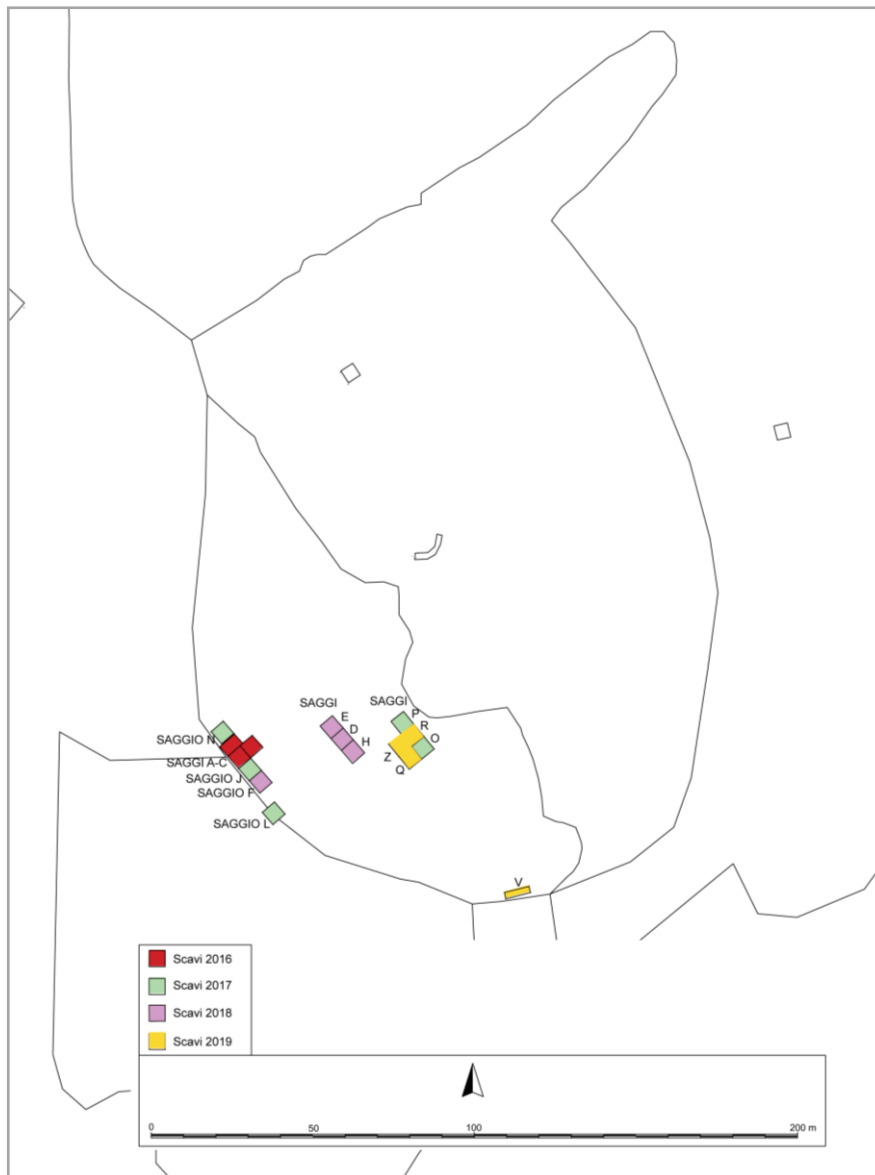 SAGGI
E
D
H
SAGGI
P
R
O
Z
Q
SAGGIO N
SAGGI A-C
SAGGIO J
SAGGIO F
SAGGIO L
V
Scavi 2016
Scavi 2017
Scavi 2018
Scavi 2019
0 50 100 200 m